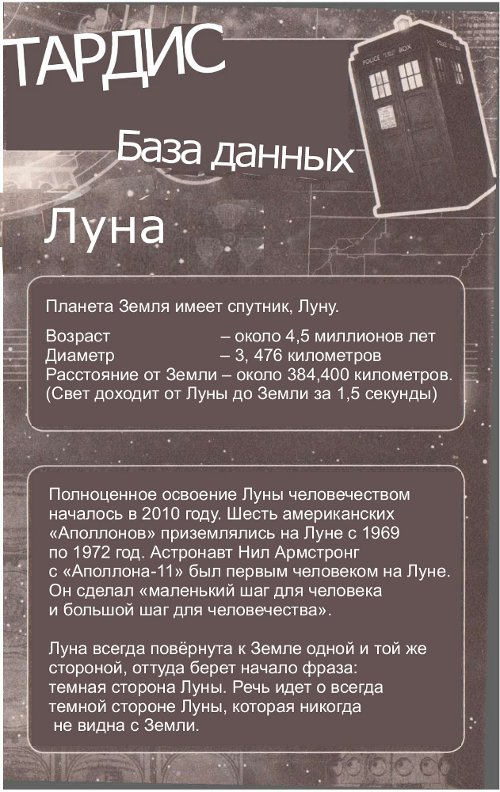 ТАРДИС
POLICE BOX
База данных
Луна
Планета Земля имеет спутник, Луну.
Возраст – около 4,5 миллионов лет
Диаметр – 3, 476 километров
Расстояние от Земли – около 384,400 километров.
(Свет доходит от Луны до Земли за 1,5 секунды)
Полноценное освоение Луны человечеством
началось в 2010 году. Шесть американских
«Аполлонов» приземлялись на Луне с 1969
по 1972 год. Астронавт Нил Армстронг
с «Аполлона-11» был первым человеком на Луне.
Он сделал «маленький шаг для человека
и большой шаг для человечества».
Луна всегда повёрнута к Земле одной и той же
стороной, оттуда берет начало фраза:
темная сторона Луны. Речь идет о всегда
темной стороне Луны, которая никогда
не видна с Земли.